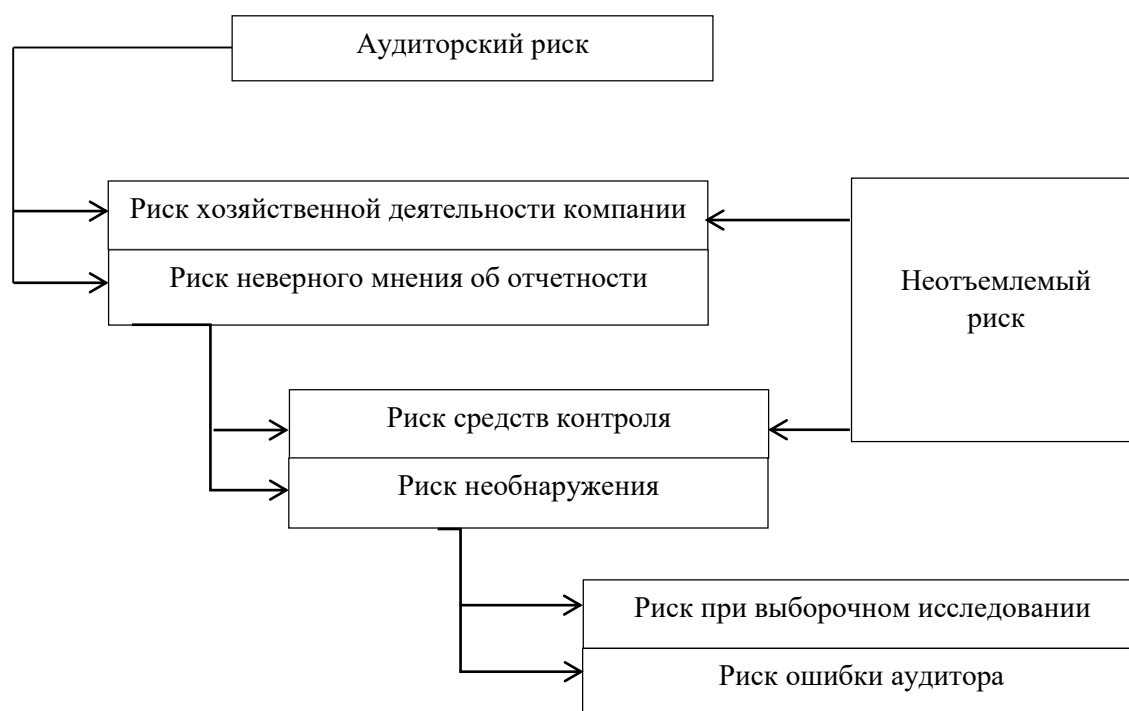 Аудиторский риск
Риск хозяйственной деятельности компании
Риск неверного мнения об отчетности
Неотъемлемый
риск
Риск средств контроля
Риск необнаружения
Риск при выборочном исследовании
Риск ошибки аудитора